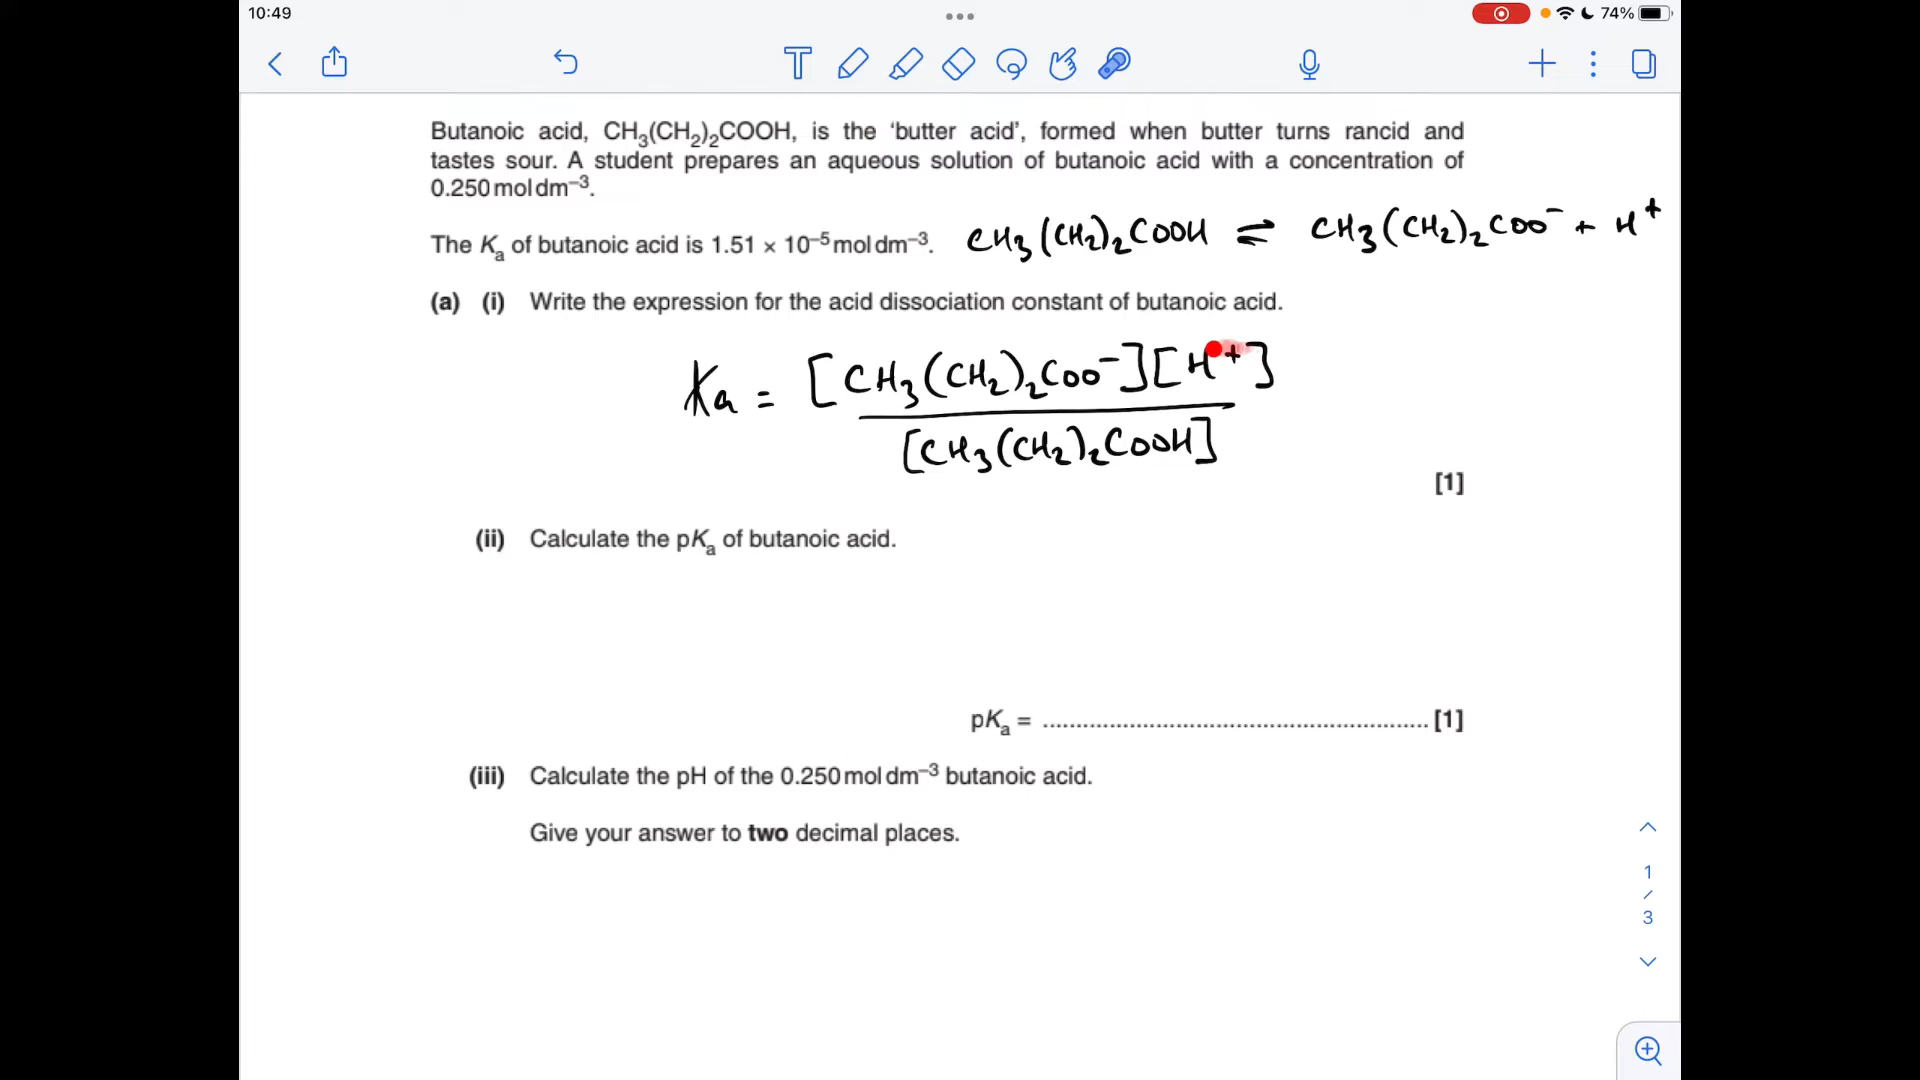 10:49
74%
Butanoic acid, CH₃(CH₂)₂COOH, is the ‘butter acid’, formed when butter turns rancid and
tastes sour. A student prepares an aqueous solution of butanoic acid with a concentration of
0.250 mol dm⁻³.
The Kₐ of butanoic acid is 1.51 × 10⁻⁵ mol dm⁻³. CH₃(CH₂)₂COOH ⇌ CH₃(CH₂)₂COO⁻ + H⁺
(a) (i) Write the expression for the acid dissociation constant of butanoic acid.
Ka = [CH₃(CH₂)₂COO⁻][H⁺]
[CH₃(CH₂)₂COOH]
[1]
(ii) Calculate the pKₐ of butanoic acid.
pKₐ = .......................................................... [1]
(iii) Calculate the pH of the 0.250 mol dm⁻³ butanoic acid.
Give your answer to two decimal places.
1
/
3